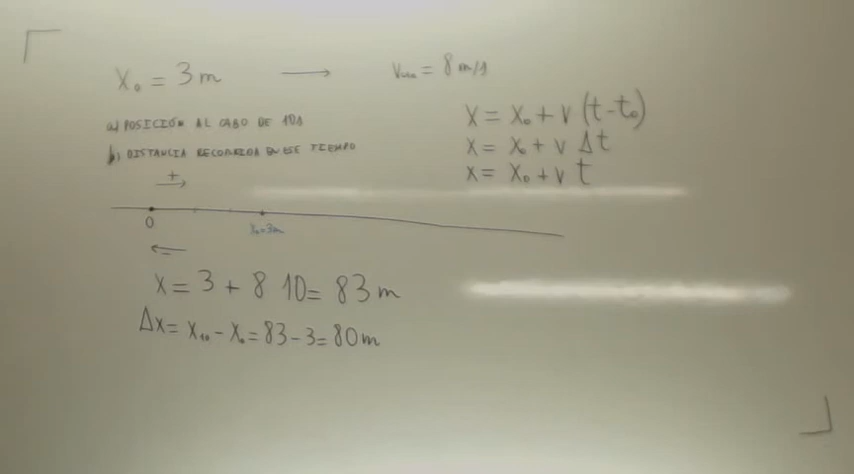 X₀ = 3 m → = 8 m/s
a) POSICIÓN AL CABO DE 10s
b) DISTANCIA RECORRIDA EN ESE TIEMPO
X = X₀ + V (t - t₀)
X = X₀ + V Δt
X = X₀ + V t
+ →
0 X₀=3m
← -
X = 3 + 8 10 = 83 m
ΔX = X₁₀ - X₀ = 83 - 3 = 80 m